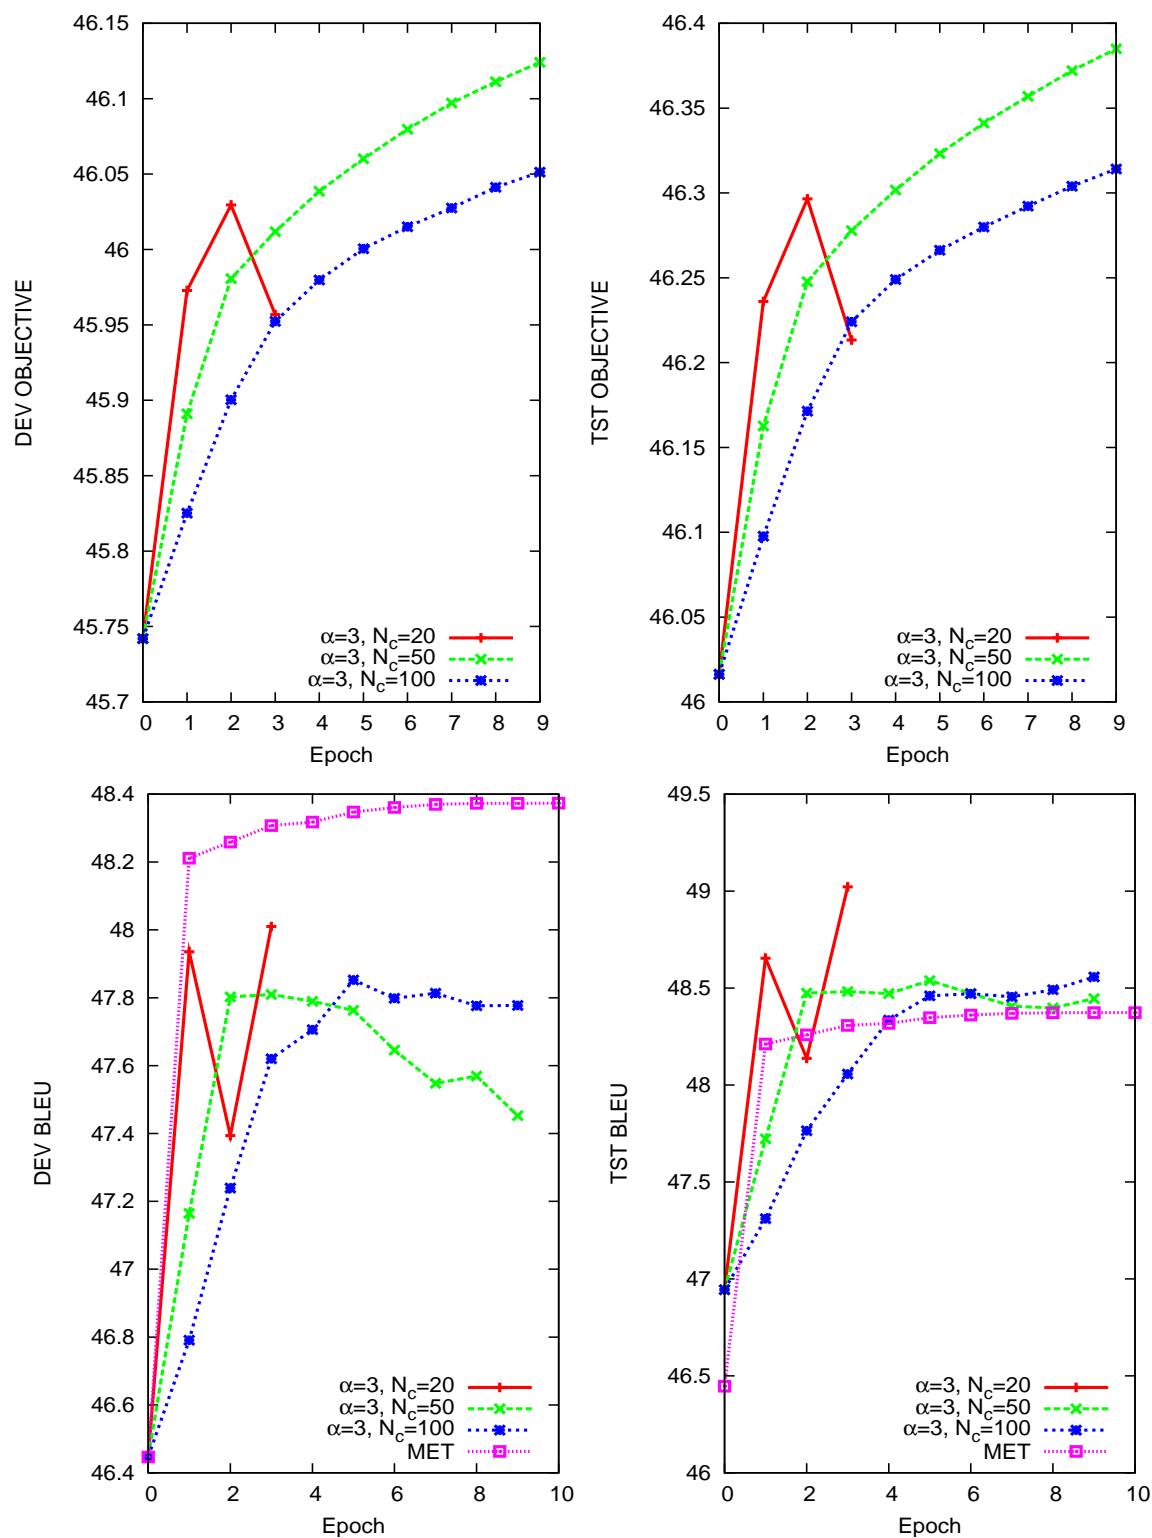 46.15
46.1
46.05
46
45.95
45.9
45.85
45.8
45.75
45.7
DEV OBJECTIVE
α=3, Nc=20
α=3, Nc=50
α=3, Nc=100
0 1 2 3 4 5 6 7 8 9
Epoch
46.4
46.35
46.3
46.25
46.2
46.15
46.1
46.05
46
TST OBJECTIVE
α=3, Nc=20
α=3, Nc=50
α=3, Nc=100
0 1 2 3 4 5 6 7 8 9
Epoch
48.4
48.2
48
47.8
47.6
47.4
47.2
47
46.8
46.6
46.4
DEV BLEU
α=3, Nc=20
α=3, Nc=50
α=3, Nc=100
MET
0 2 4 6 8 10
Epoch
49.5
49
48.5
48
47.5
47
46.5
46
TST BLEU
α=3, Nc=20
α=3, Nc=50
α=3, Nc=100
MET
0 2 4 6 8 10
Epoch